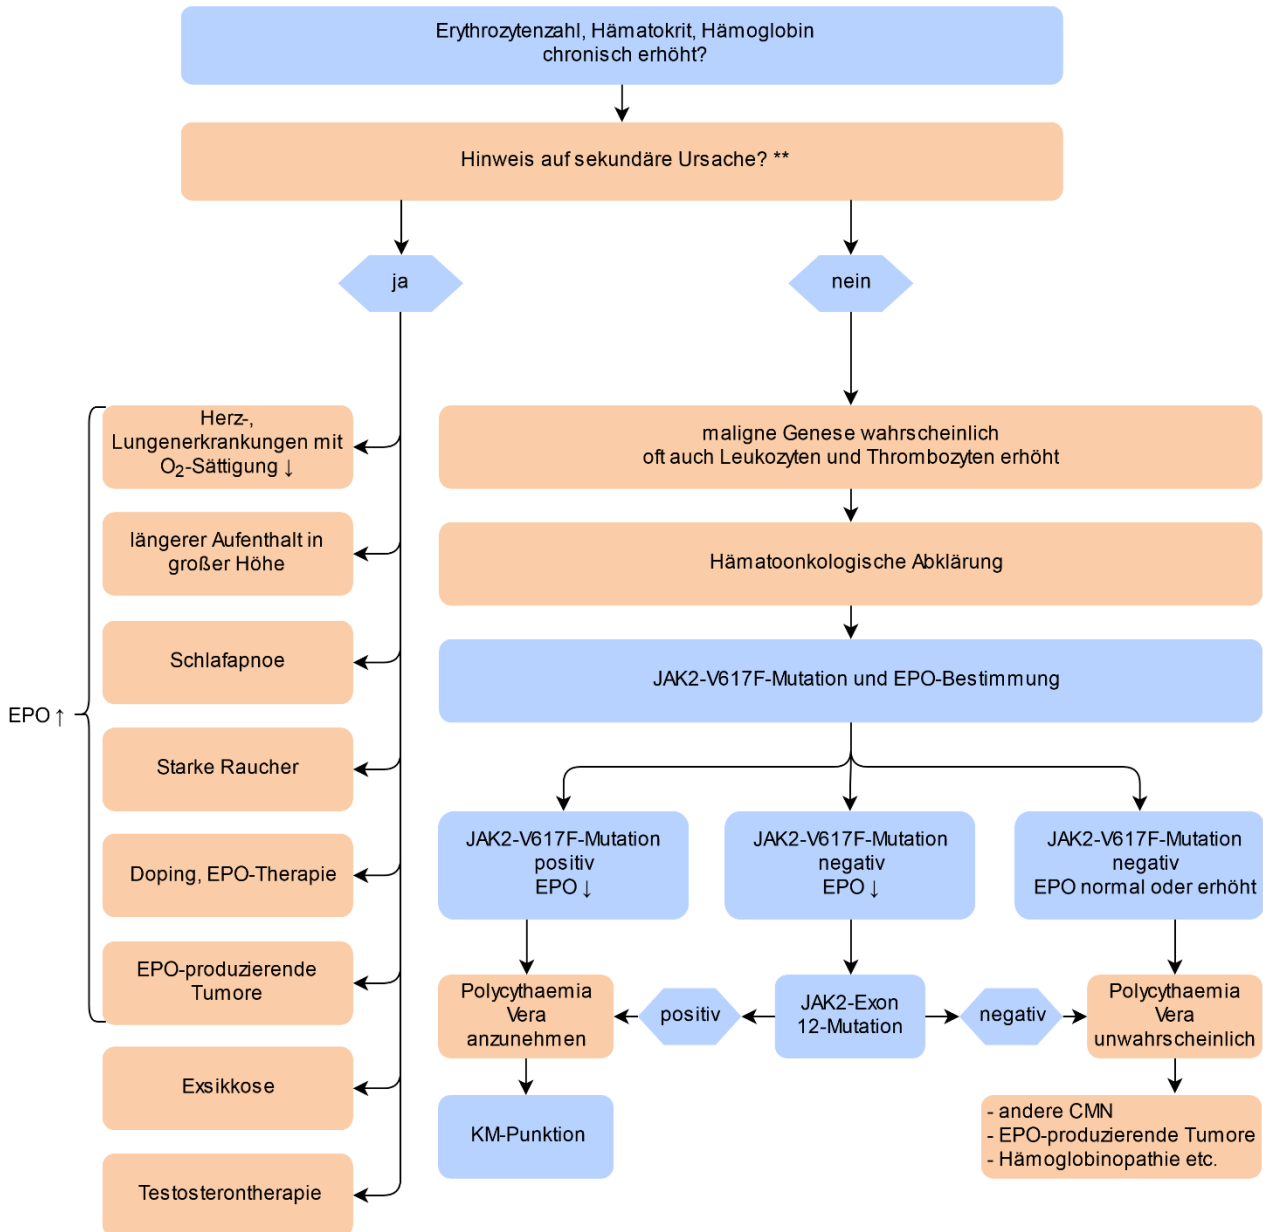 Erythrozytenzahl, Hämatokrit, Hämoglobin
chronisch erhöht?
Hinweis auf sekundäre Ursache? **
ja
nein
Herz-,
Lungenerkrankungen mit
O₂-Sättigung ↓
längerer Aufenthalt in
großer Höhe
Schlafapnoe
EPO ↑
Starke Raucher
Doping, EPO-Therapie
EPO-produzierende
Tumore
Exsikkose
Testosterontherapie
maligne Genese wahrscheinlich
oft auch Leukozyten und Thrombozyten erhöht
Hämatoonkologische Abklärung
JAK2-V617F-Mutation und EPO-Bestimmung
JAK2-V617F-Mutation
positiv
EPO ↓
JAK2-V617F-Mutation
negativ
EPO ↓
JAK2-V617F-Mutation
negativ
EPO normal oder erhöht
Polycythaemia
Vera
anzunehmen
positiv
JAK2-Exon
12-Mutation
negativ
Polycythaemia
Vera
unwahrscheinlich
KM-Punktion
- andere CMN
- EPO-produzierende Tumore
- Hämoglobinopathie etc.